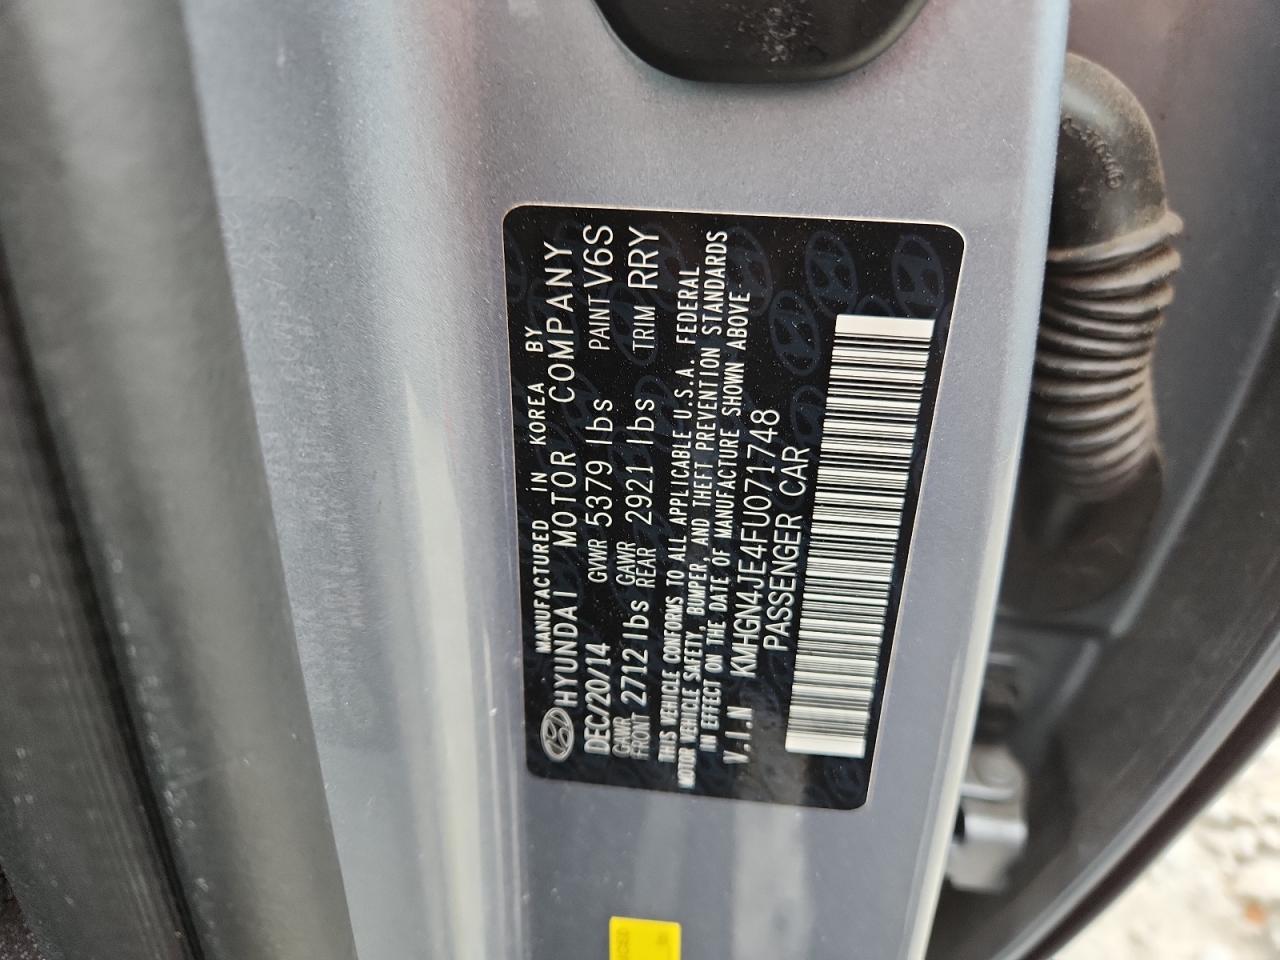 MANUFACTURED IN KOREA BY
HYUNDAI MOTOR COMPANY
DEC/20/14 GVWR 5379 lbs PAINT V6S
GAWR FRONT 2712 lbs GAWR REAR 2921 lbs TRIM RRY
THIS VEHICLE CONFORMS TO ALL APPLICABLE U.S.A. FEDERAL
MOTOR VEHICLE SAFETY, BUMPER, AND THEFT PREVENTION STANDARDS
IN EFFECT ON THE DATE OF MANUFACTURE SHOWN ABOVE
V.I.N KMHGN4JE4FU071748
PASSENGER CAR